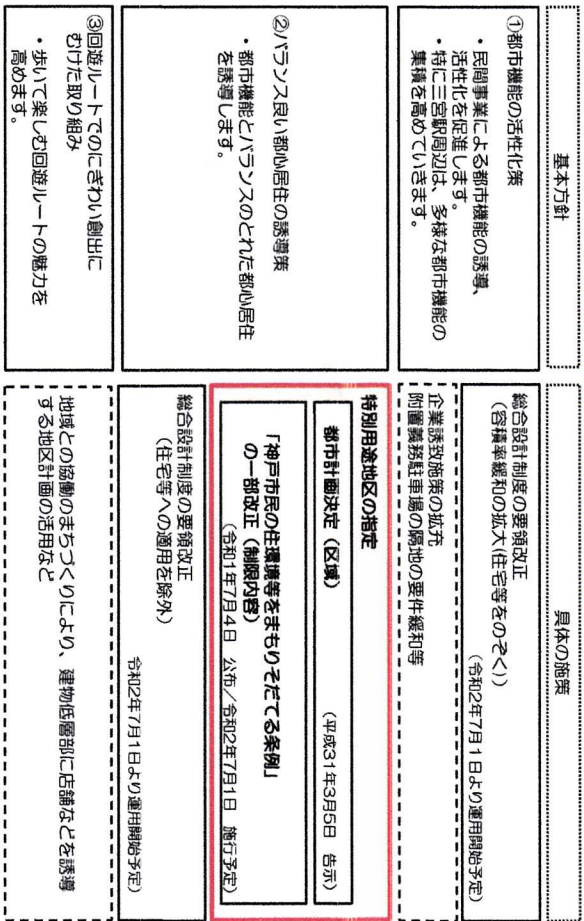 基本方針
具体の施策
①都市機能の活性化策
・民間事業による都市機能の誘導、
活性化を促進します。
・特に三宮駅周辺は、多様な都市機能の
集積を高めていきます。
総合設計制度の要領改正
(容積率緩和の拡大(住宅等をのぞく))
(令和2年7月1日より運用開始予定)
企業誘致施策の拡充
附置義務駐車場の隔地の要件緩和等
②バランス良い都心居住の誘導策
・都市機能とバランスのとれた都心居住
を誘導します。
特別用途地区の指定
都市計画決定(区域)
(平成31年3月5日 告示)
「神戸市民の住環境等をまもりそだてる条例」
の一部改正(制限内容)
(令和1年7月4日 公布/令和2年7月1日 施行予定)
総合設計制度の要領改正
(住宅等への適用を除外)
令和2年7月1日より運用開始予定)
③回遊ルートでのにぎわい創出に
むけた取り組み
・歩いて楽しむ回遊ルートの魅力を
高めます。
地域との協働のまちづくりにより、建物低層部に店舗などを誘導
する地区計画の活用など